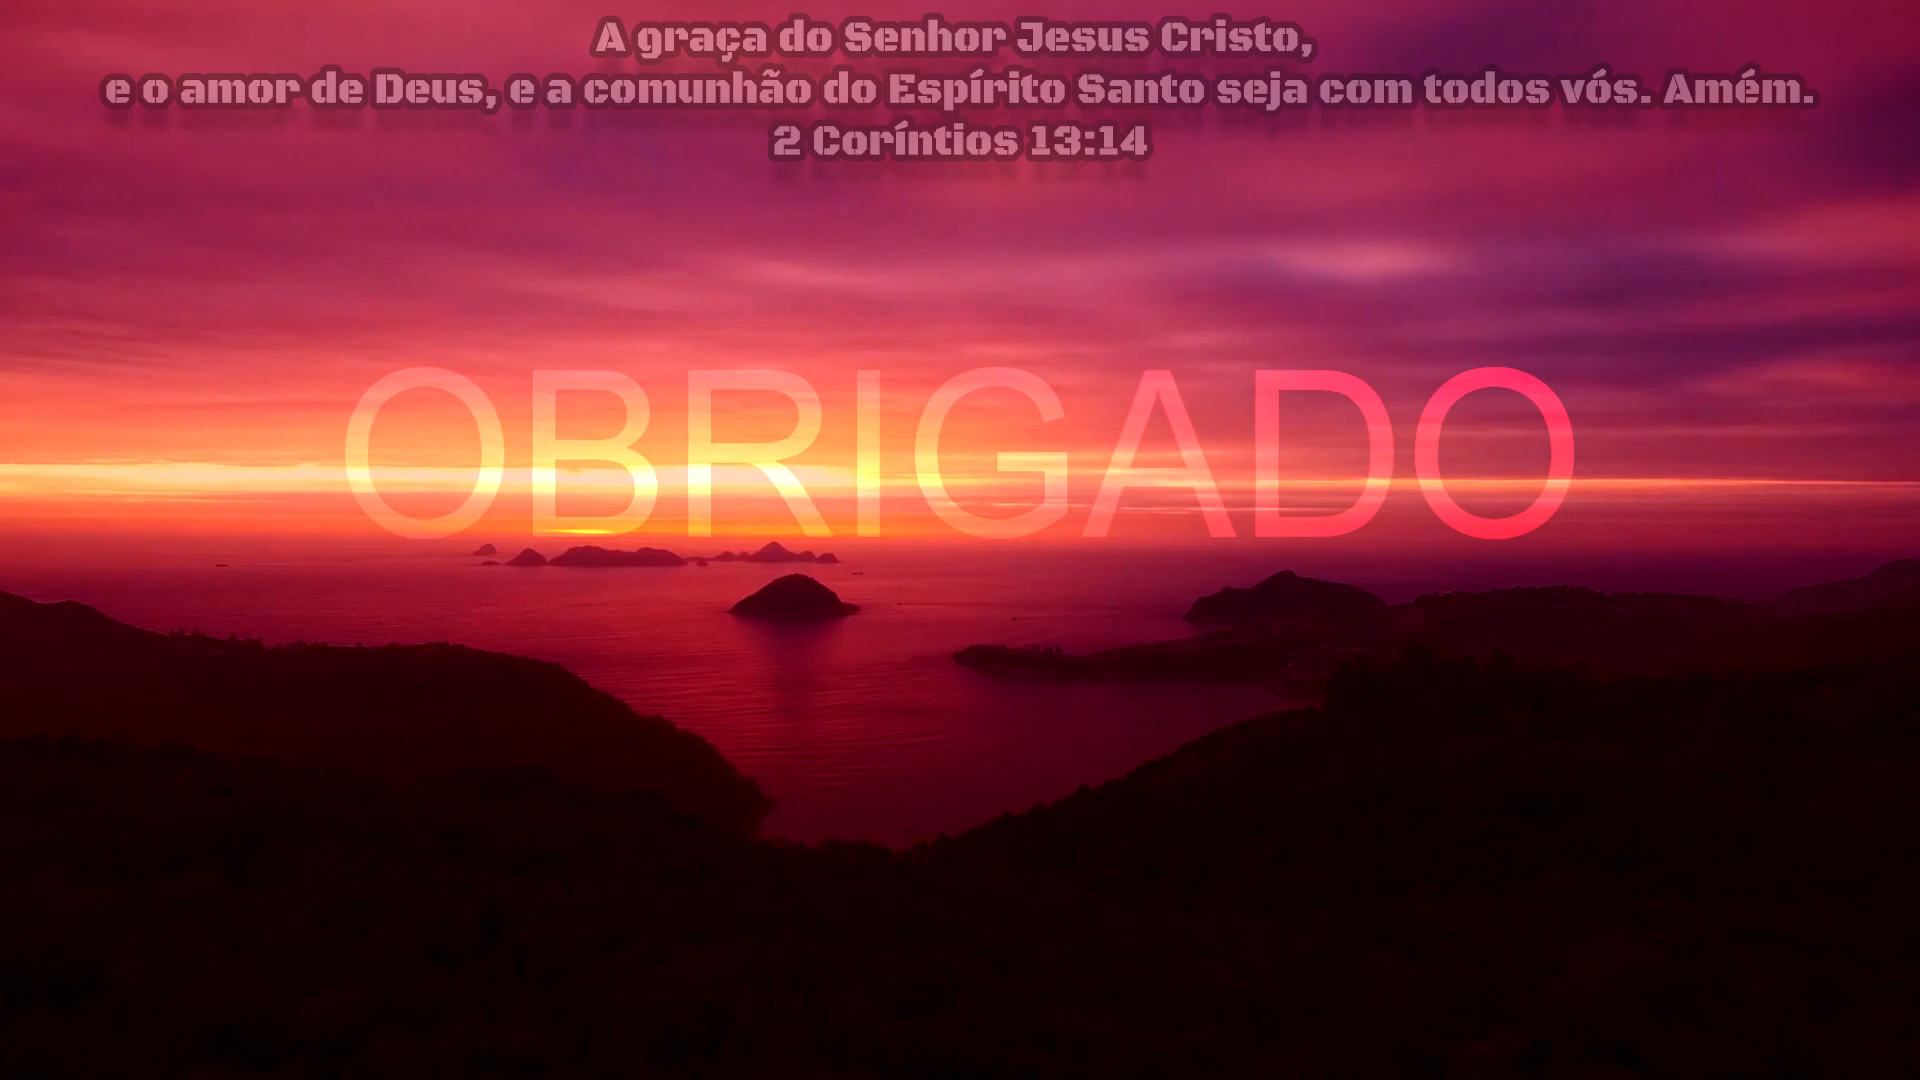 A graça do Senhor Jesus Cristo,
e o amor de Deus, e a comunhão do Espírito Santo seja com todos vós. Amém.
2 Coríntios 13:14
OBRIGADO